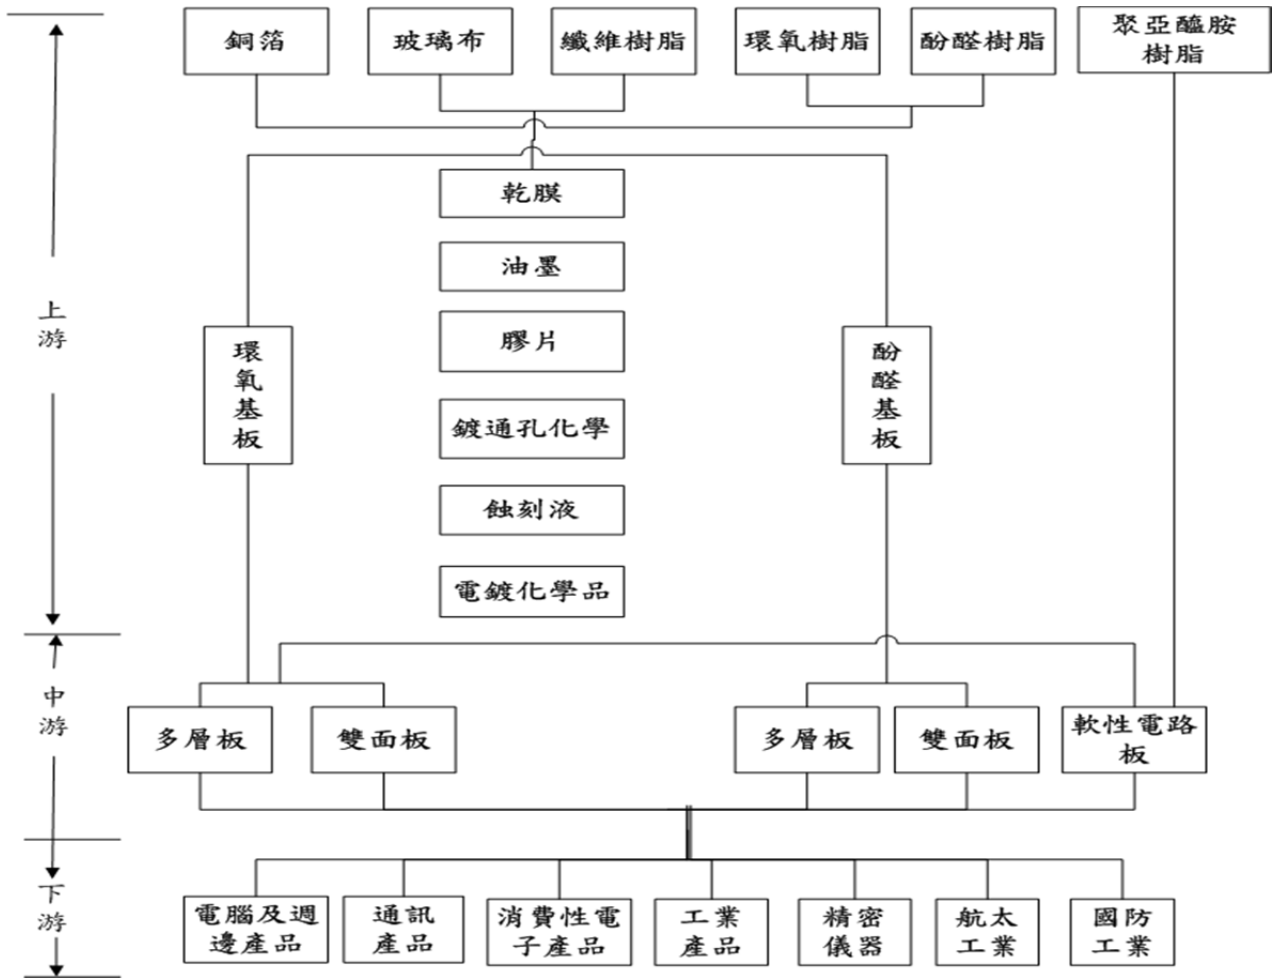 銅箔
玻璃布
纖維樹脂
環氧樹脂
酚醛樹脂
聚亞醯胺
樹脂
乾膜
油墨
膠片
鍍通孔化學
蝕刻液
電鍍化學品
環氧基板
酚醛基板
上游
中游
多層板
雙面板
多層板
雙面板
軟性電路
板
下游
電腦及週
邊產品
通訊
產品
消費性電
子產品
工業
產品
精密
儀器
航太
工業
國防
工業